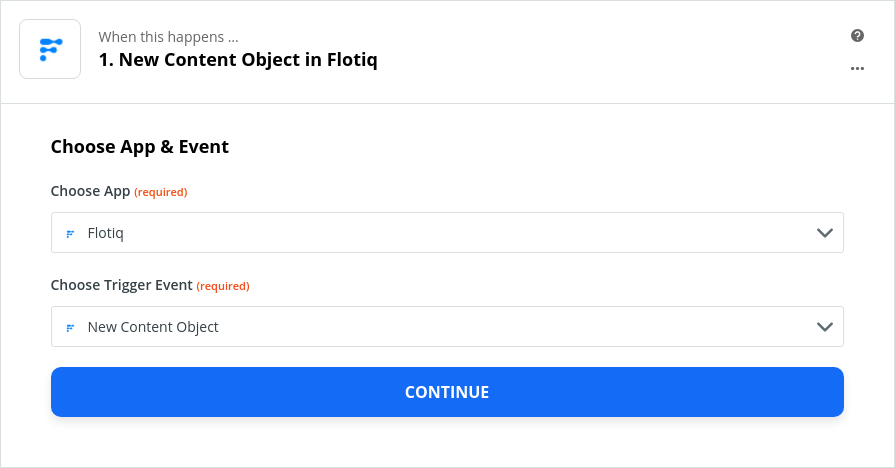 When this happens ...
1. New Content Object in Flotiq
Choose App & Event
Choose App (required)
Flotiq
Choose Trigger Event (required)
New Content Object
CONTINUE